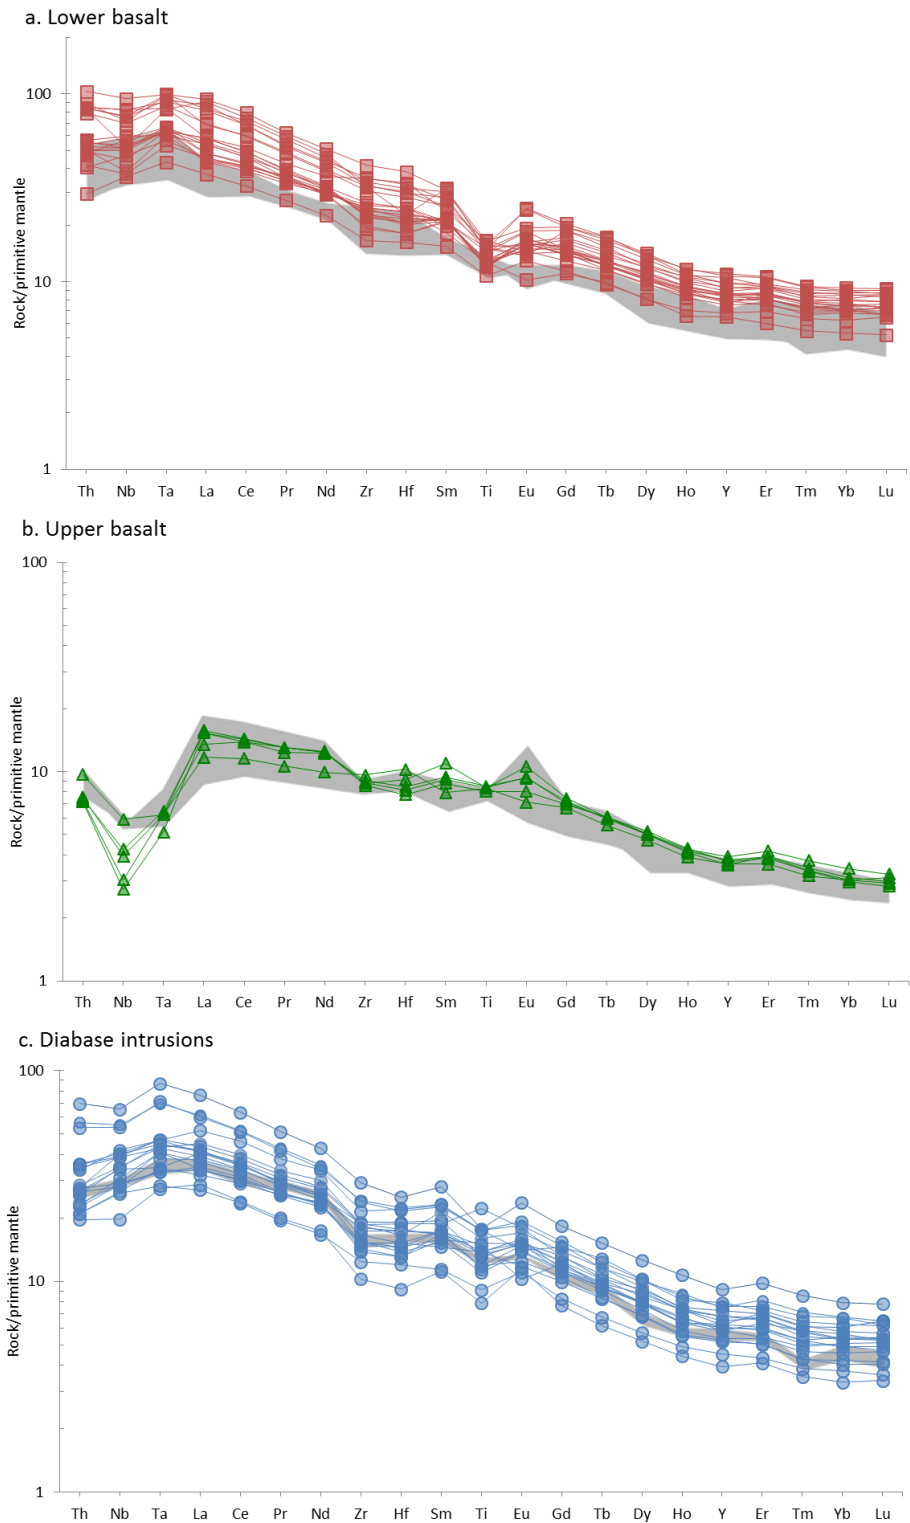 a. Lower basalt
100
10
1
Rock/primitive mantle
Th Nb Ta La Ce Pr Nd Zr Hf Sm Ti Eu Gd Tb Dy Ho Y Er Tm Yb Lu
b. Upper basalt
100
10
1
Rock/primitive mantle
Th Nb Ta La Ce Pr Nd Zr Hf Sm Ti Eu Gd Tb Dy Ho Y Er Tm Yb Lu
c. Diabase intrusions
100
10
1
Rock/primitive mantle
Th Nb Ta La Ce Pr Nd Zr Hf Sm Ti Eu Gd Tb Dy Ho Y Er Tm Yb Lu